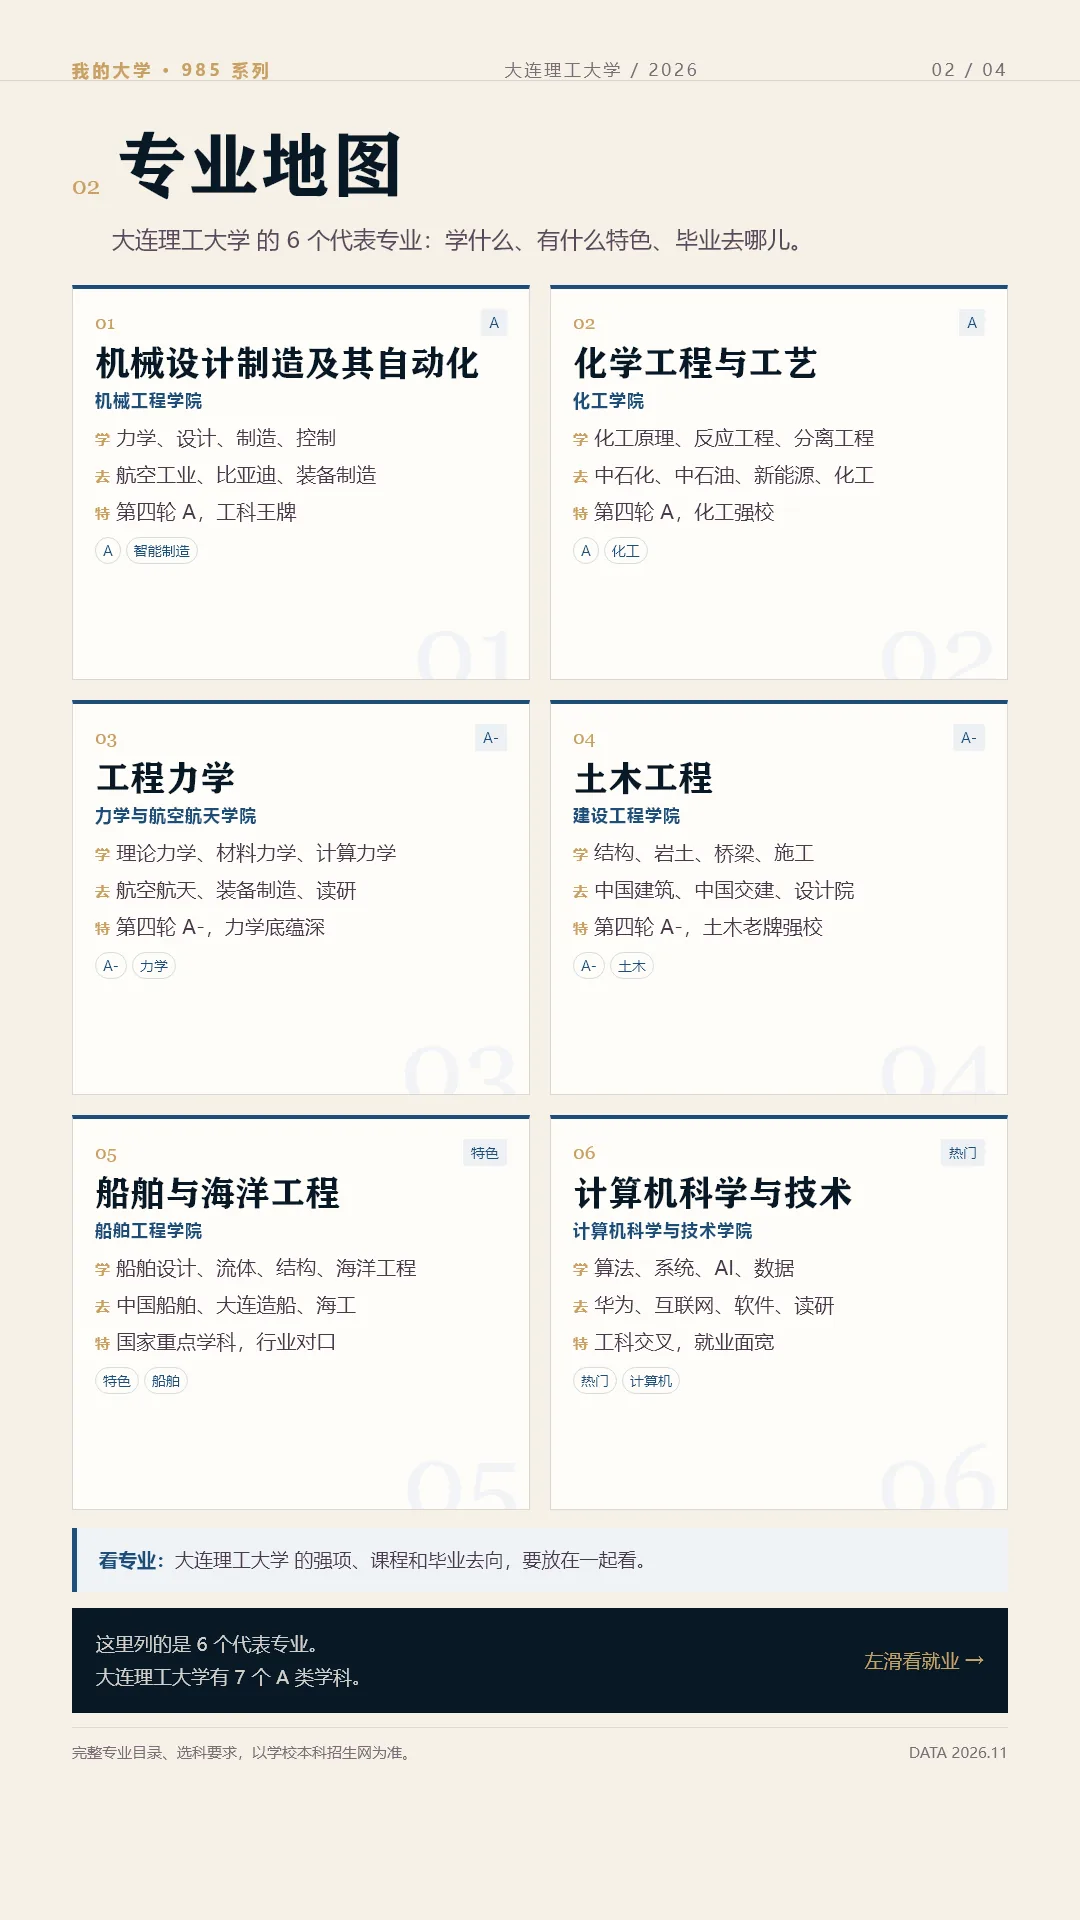 我的大学 • 985 系列
大连理工大学 / 2026
02 / 04
02 专业地图
大连理工大学 的 6 个代表专业：学什么、有什么特色、毕业去哪儿。
01
A
机械设计制造及其自动化
机械工程学院
学 力学、设计、制造、控制
去 航空工业、比亚迪、装备制造
特 第四轮 A，工科王牌
A 智能制造
01
02
A
化学工程与工艺
化工学院
学 化工原理、反应工程、分离工程
去 中石化、中石油、新能源、化工
特 第四轮 A，化工强校
A 化工
02
03
A-
工程力学
力学与航空航天学院
学 理论力学、材料力学、计算力学
去 航空航天、装备制造、读研
特 第四轮 A-，力学底蕴深
A- 力学
03
04
A-
土木工程
建设工程学院
学 结构、岩土、桥梁、施工
去 中国建筑、中国交建、设计院
特 第四轮 A-，土木老牌强校
A- 土木
04
05
特色
船舶与海洋工程
船舶工程学院
学 船舶设计、流体、结构、海洋工程
去 中国船舶、大连造船、海工
特 国家重点学科，行业对口
特色 船舶
05
06
热门
计算机科学与技术
计算机科学与技术学院
学 算法、系统、AI、数据
去 华为、互联网、软件、读研
特 工科交叉，就业面宽
热门 计算机
06
看专业：大连理工大学 的强项、课程和毕业去向，要放在一起看。
这里列的是 6 个代表专业。
大连理工大学有 7 个 A 类学科。
左滑看就业 →
完整专业目录、选科要求，以学校本科招生网为准。
DATA 2026.11